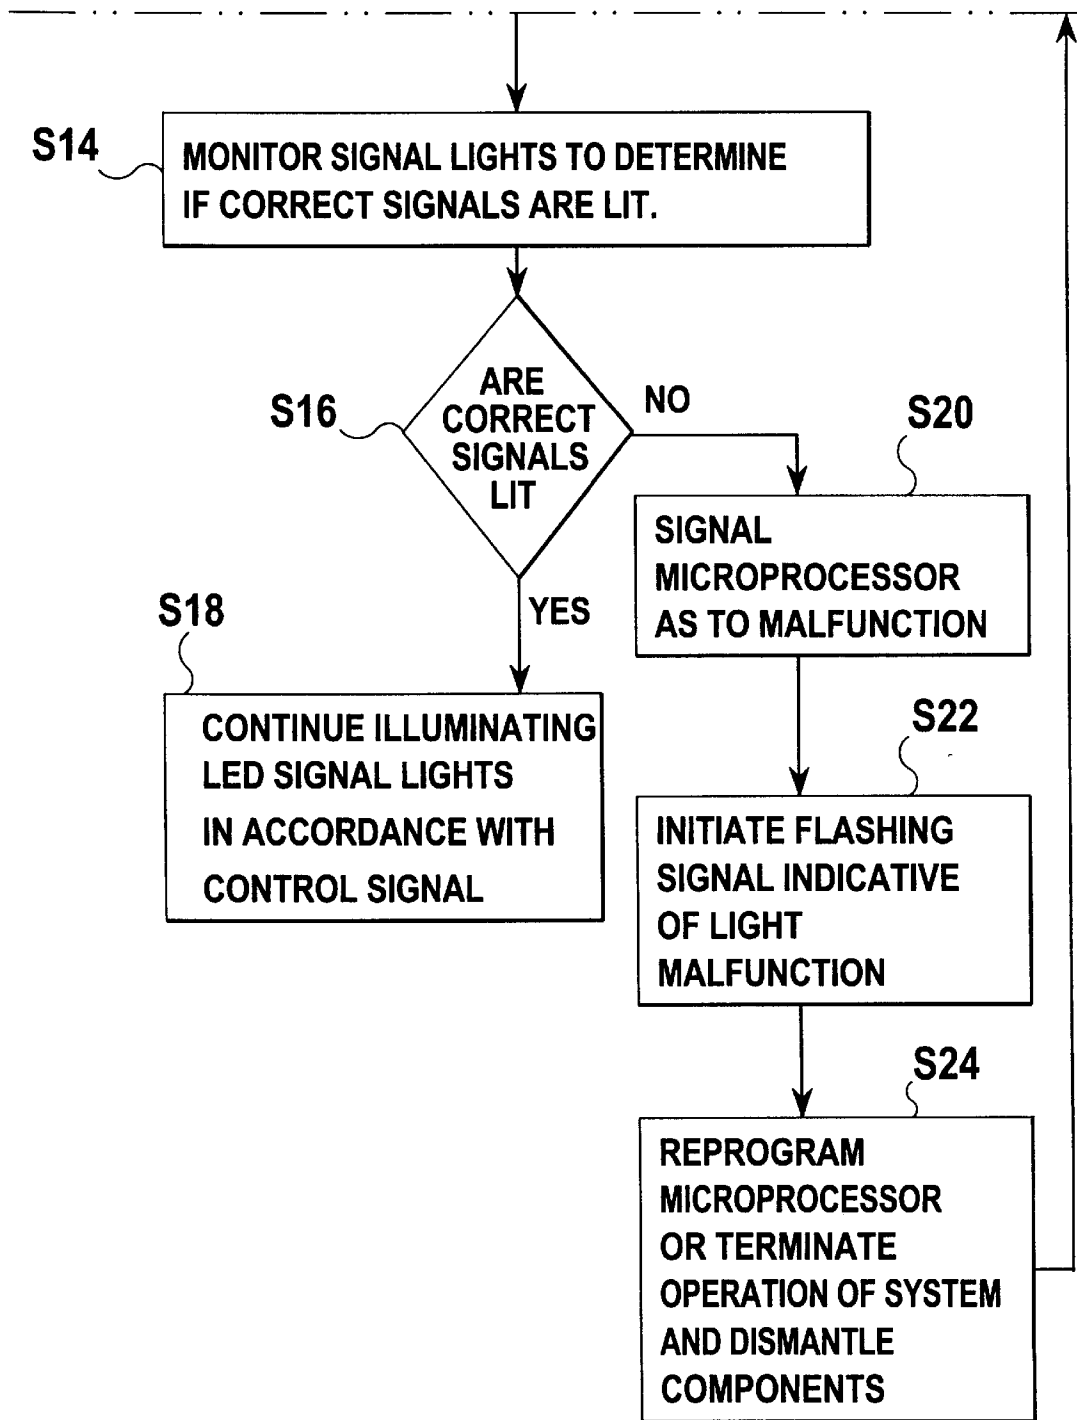 S14
MONITOR SIGNAL LIGHTS TO DETERMINE
IF CORRECT SIGNALS ARE LIT.
S16
ARE
CORRECT
SIGNALS
LIT
NO
YES
S18
CONTINUE ILLUMINATING
LED SIGNAL LIGHTS
IN ACCORDANCE WITH
CONTROL SIGNAL
S20
SIGNAL
MICROPROCESSOR
AS TO MALFUNCTION
S22
INITIATE FLASHING
SIGNAL INDICATIVE
OF LIGHT
MALFUNCTION
S24
REPROGRAM
MICROPROCESSOR
OR TERMINATE
OPERATION OF SYSTEM
AND DISMANTLE
COMPONENTS